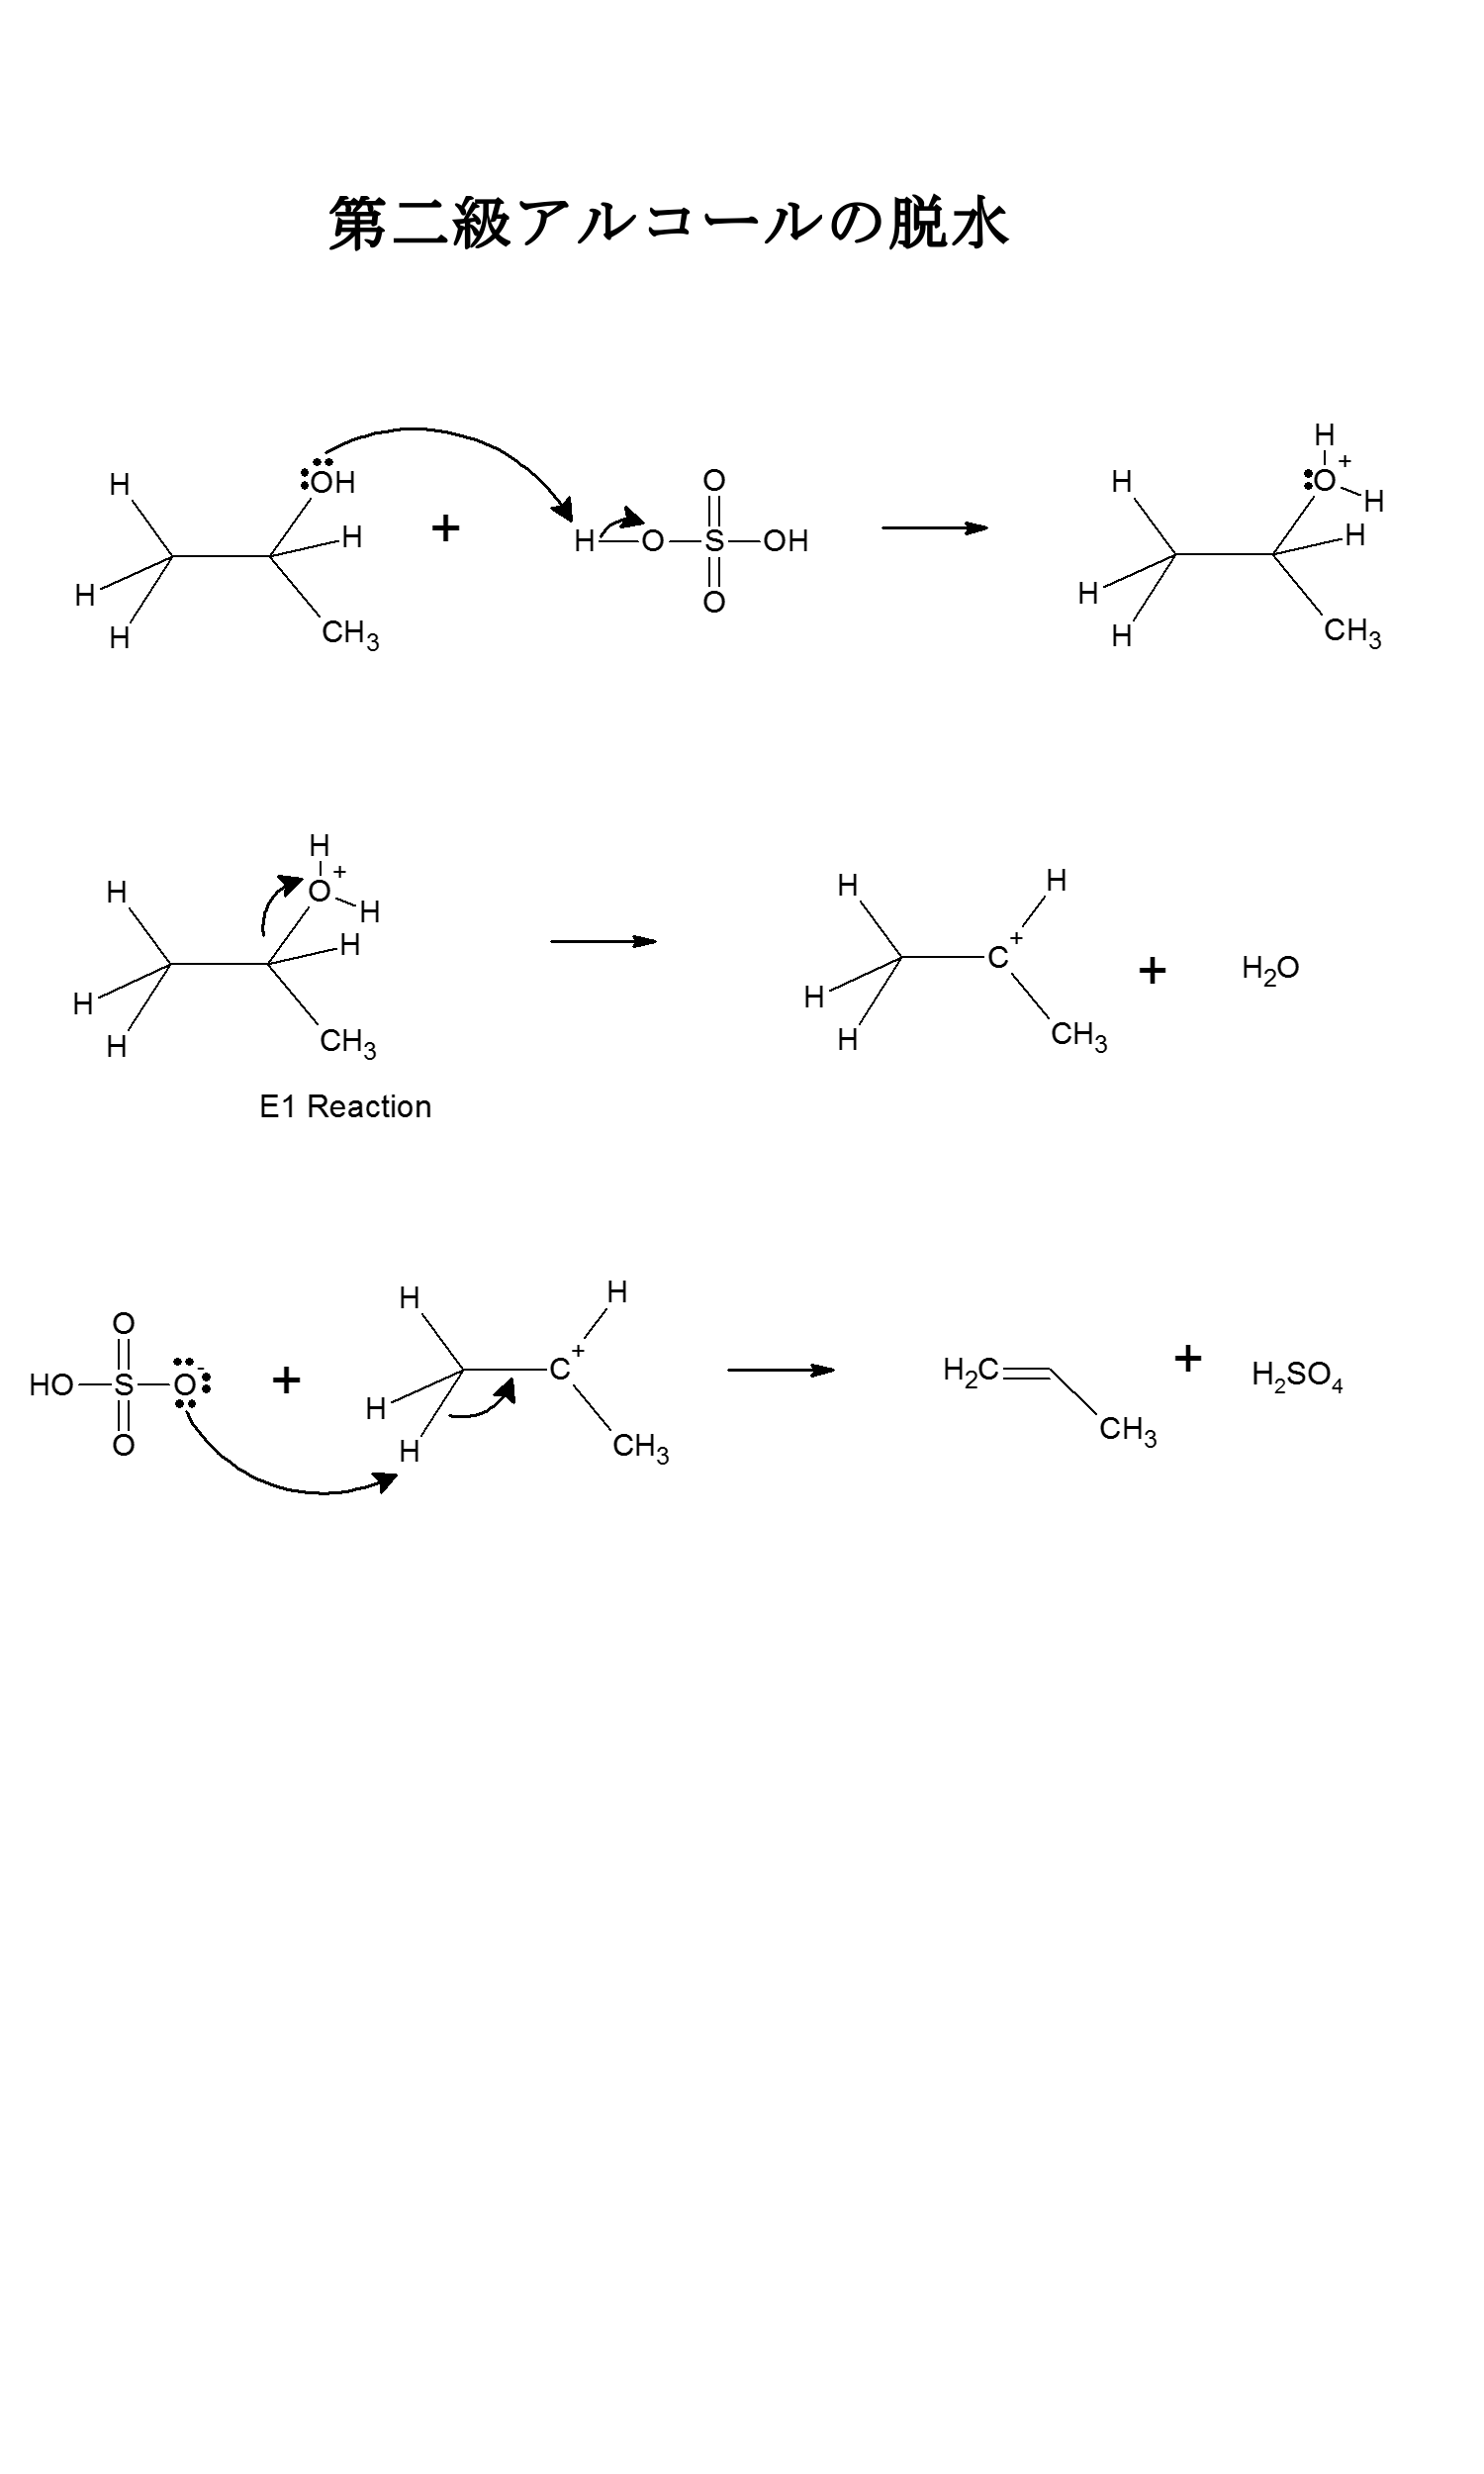 第二級アルコールの脱水
H
H
H
OH
H
CH3
+
H
O
S
O
O
OH
H
H
H
H
O
+
H
H
CH3
H
H
H
H
O
+
H
H
CH3
E1 Reaction
H
H
H
C
+
H
CH3
+
H2O
HO
S
O
O
O
-
+
H
H
H
C
+
H
CH3
H2C
CH3
+
H2SO4